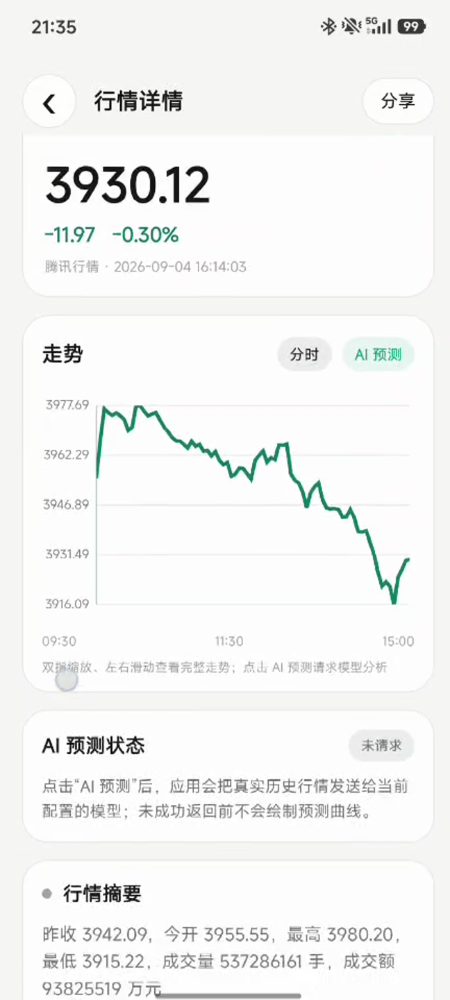 21:35
5G
99
行情详情
分享
3930.12
-11.97 -0.30%
腾讯行情 · 2026-09-04 16:14:03
走势
分时
AI 预测
3977.69
3962.29
3946.89
3931.49
3916.09
09:30 11:30 15:00
双指缩放、左右滑动查看完整走势；点击 AI 预测请求模型分析
AI 预测状态
未请求
点击“AI 预测”后，应用会把真实历史行情发送给当前
配置的模型；未成功返回前不会绘制预测曲线。
行情摘要
昨收 3942.09，今开 3955.55，最高 3980.20，
最低 3915.22，成交量 537286161 手，成交额
93825519 万元